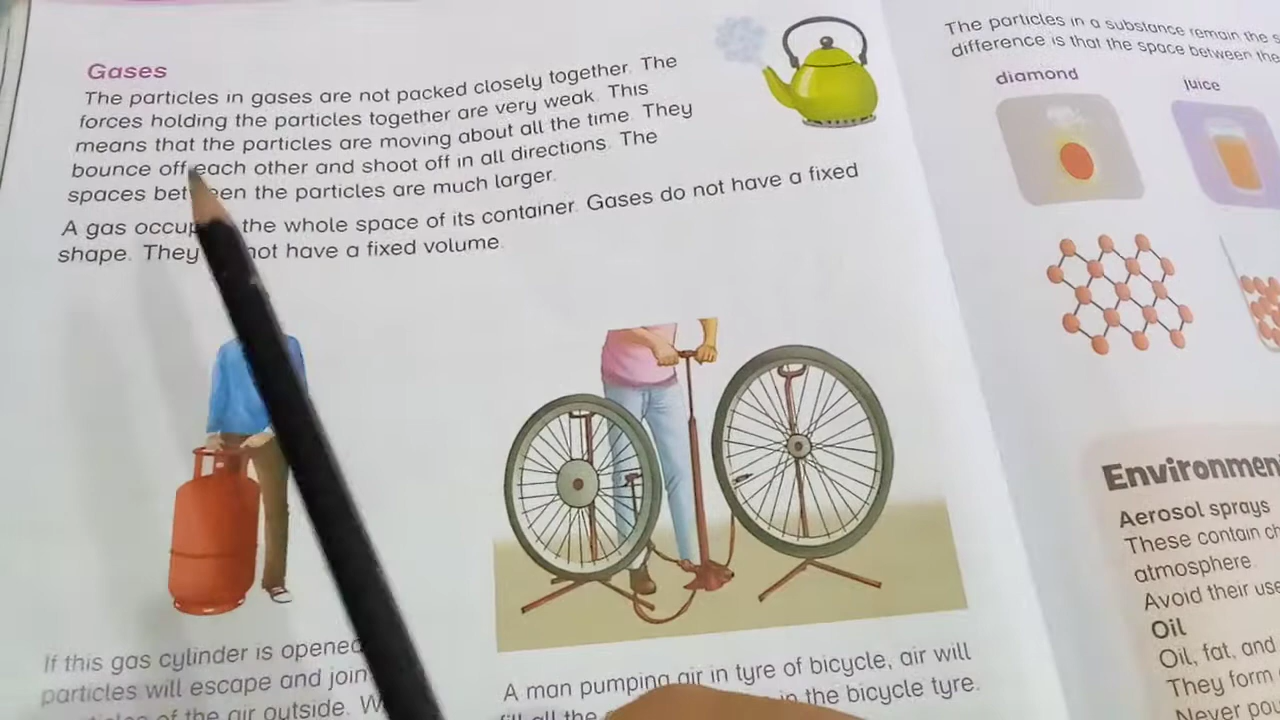 Gases
The particles in gases are not packed closely together. The
forces holding the particles together are very weak. This
means that the particles are moving about all the time. They
bounce off each other and shoot off in all directions. The
spaces between the particles are much larger.
A gas the whole space of its container. Gases do not have a fixed
shape. They not have a fixed volume.
If this gas cylinder is opened
particles will escape and join
of the air outside.
A man pumping air in tyre of bicycle, air will
all the in the bicycle tyre.
The particles in a substance remain the
difference is that the space between the
diamond
juice
Environmen
Aerosol sprays
These contain
atmosphere.
Avoid their use
Oil
Oil, fat, and
They form
Never